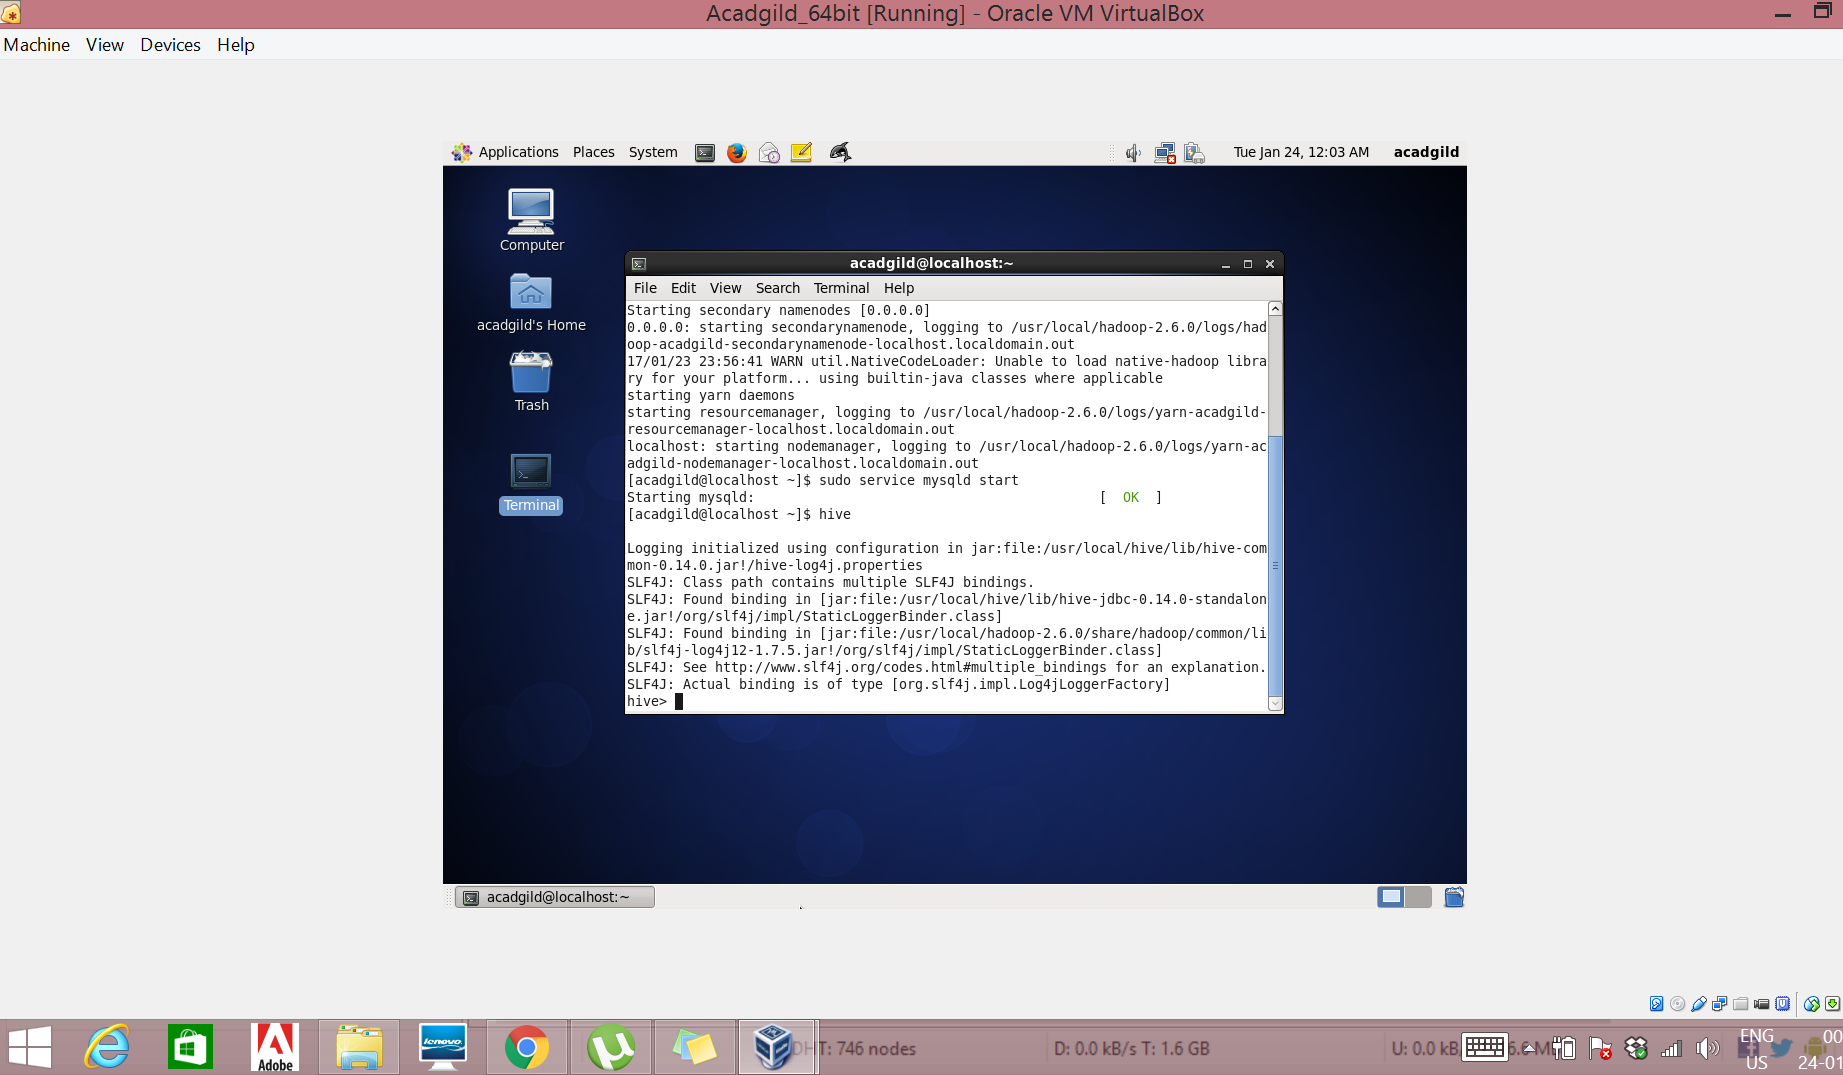 Acadgild_64bit [Running] - Oracle VM VirtualBox
Machine View Devices Help
Applications Places System Tue Jan 24, 12:03 AM acadgild
Computer
acadgild's Home
Trash
Terminal
acadgild@localhost:~
File Edit View Search Terminal Help
Starting secondary namenodes [0.0.0.0]
0.0.0.0: starting secondarynamenode, logging to /usr/local/hadoop-2.6.0/logs/had
oop-acadgild-secondarynamenode-localhost.localdomain.out
17/01/23 23:56:41 WARN util.NativeCodeLoader: Unable to load native-hadoop libra
ry for your platform... using builtin-java classes where applicable
starting yarn daemons
starting resourcemanager, logging to /usr/local/hadoop-2.6.0/logs/yarn-acadgild-
resourcemanager-localhost.localdomain.out
localhost: starting nodemanager, logging to /usr/local/hadoop-2.6.0/logs/yarn-ac
adgild-nodemanager-localhost.localdomain.out
[acadgild@localhost ~]$ sudo service mysqld start
Starting mysqld: [ OK ]
[acadgild@localhost ~]$ hive
Logging initialized using configuration in jar:file:/usr/local/hive/lib/hive-com
mon-0.14.0.jar!/hive-log4j.properties
SLF4J: Class path contains multiple SLF4J bindings.
SLF4J: Found binding in [jar:file:/usr/local/hive/lib/hive-jdbc-0.14.0-standalon
e.jar!/org/slf4j/impl/StaticLoggerBinder.class]
SLF4J: Found binding in [jar:file:/usr/local/hadoop-2.6.0/share/hadoop/common/li
b/slf4j-log4j12-1.7.5.jar!/org/slf4j/impl/StaticLoggerBinder.class]
SLF4J: See http://www.slf4j.org/codes.html#multiple_bindings for an explanation.
SLF4J: Actual binding is of type [org.slf4j.impl.Log4jLoggerFactory]
hive>
acadgild@localhost:~
Adobe
lenovo
DHT: 746 nodes D: 0.0 kB/s T: 1.6 GB U: 0.0 kB
ENG 00
US 24-01